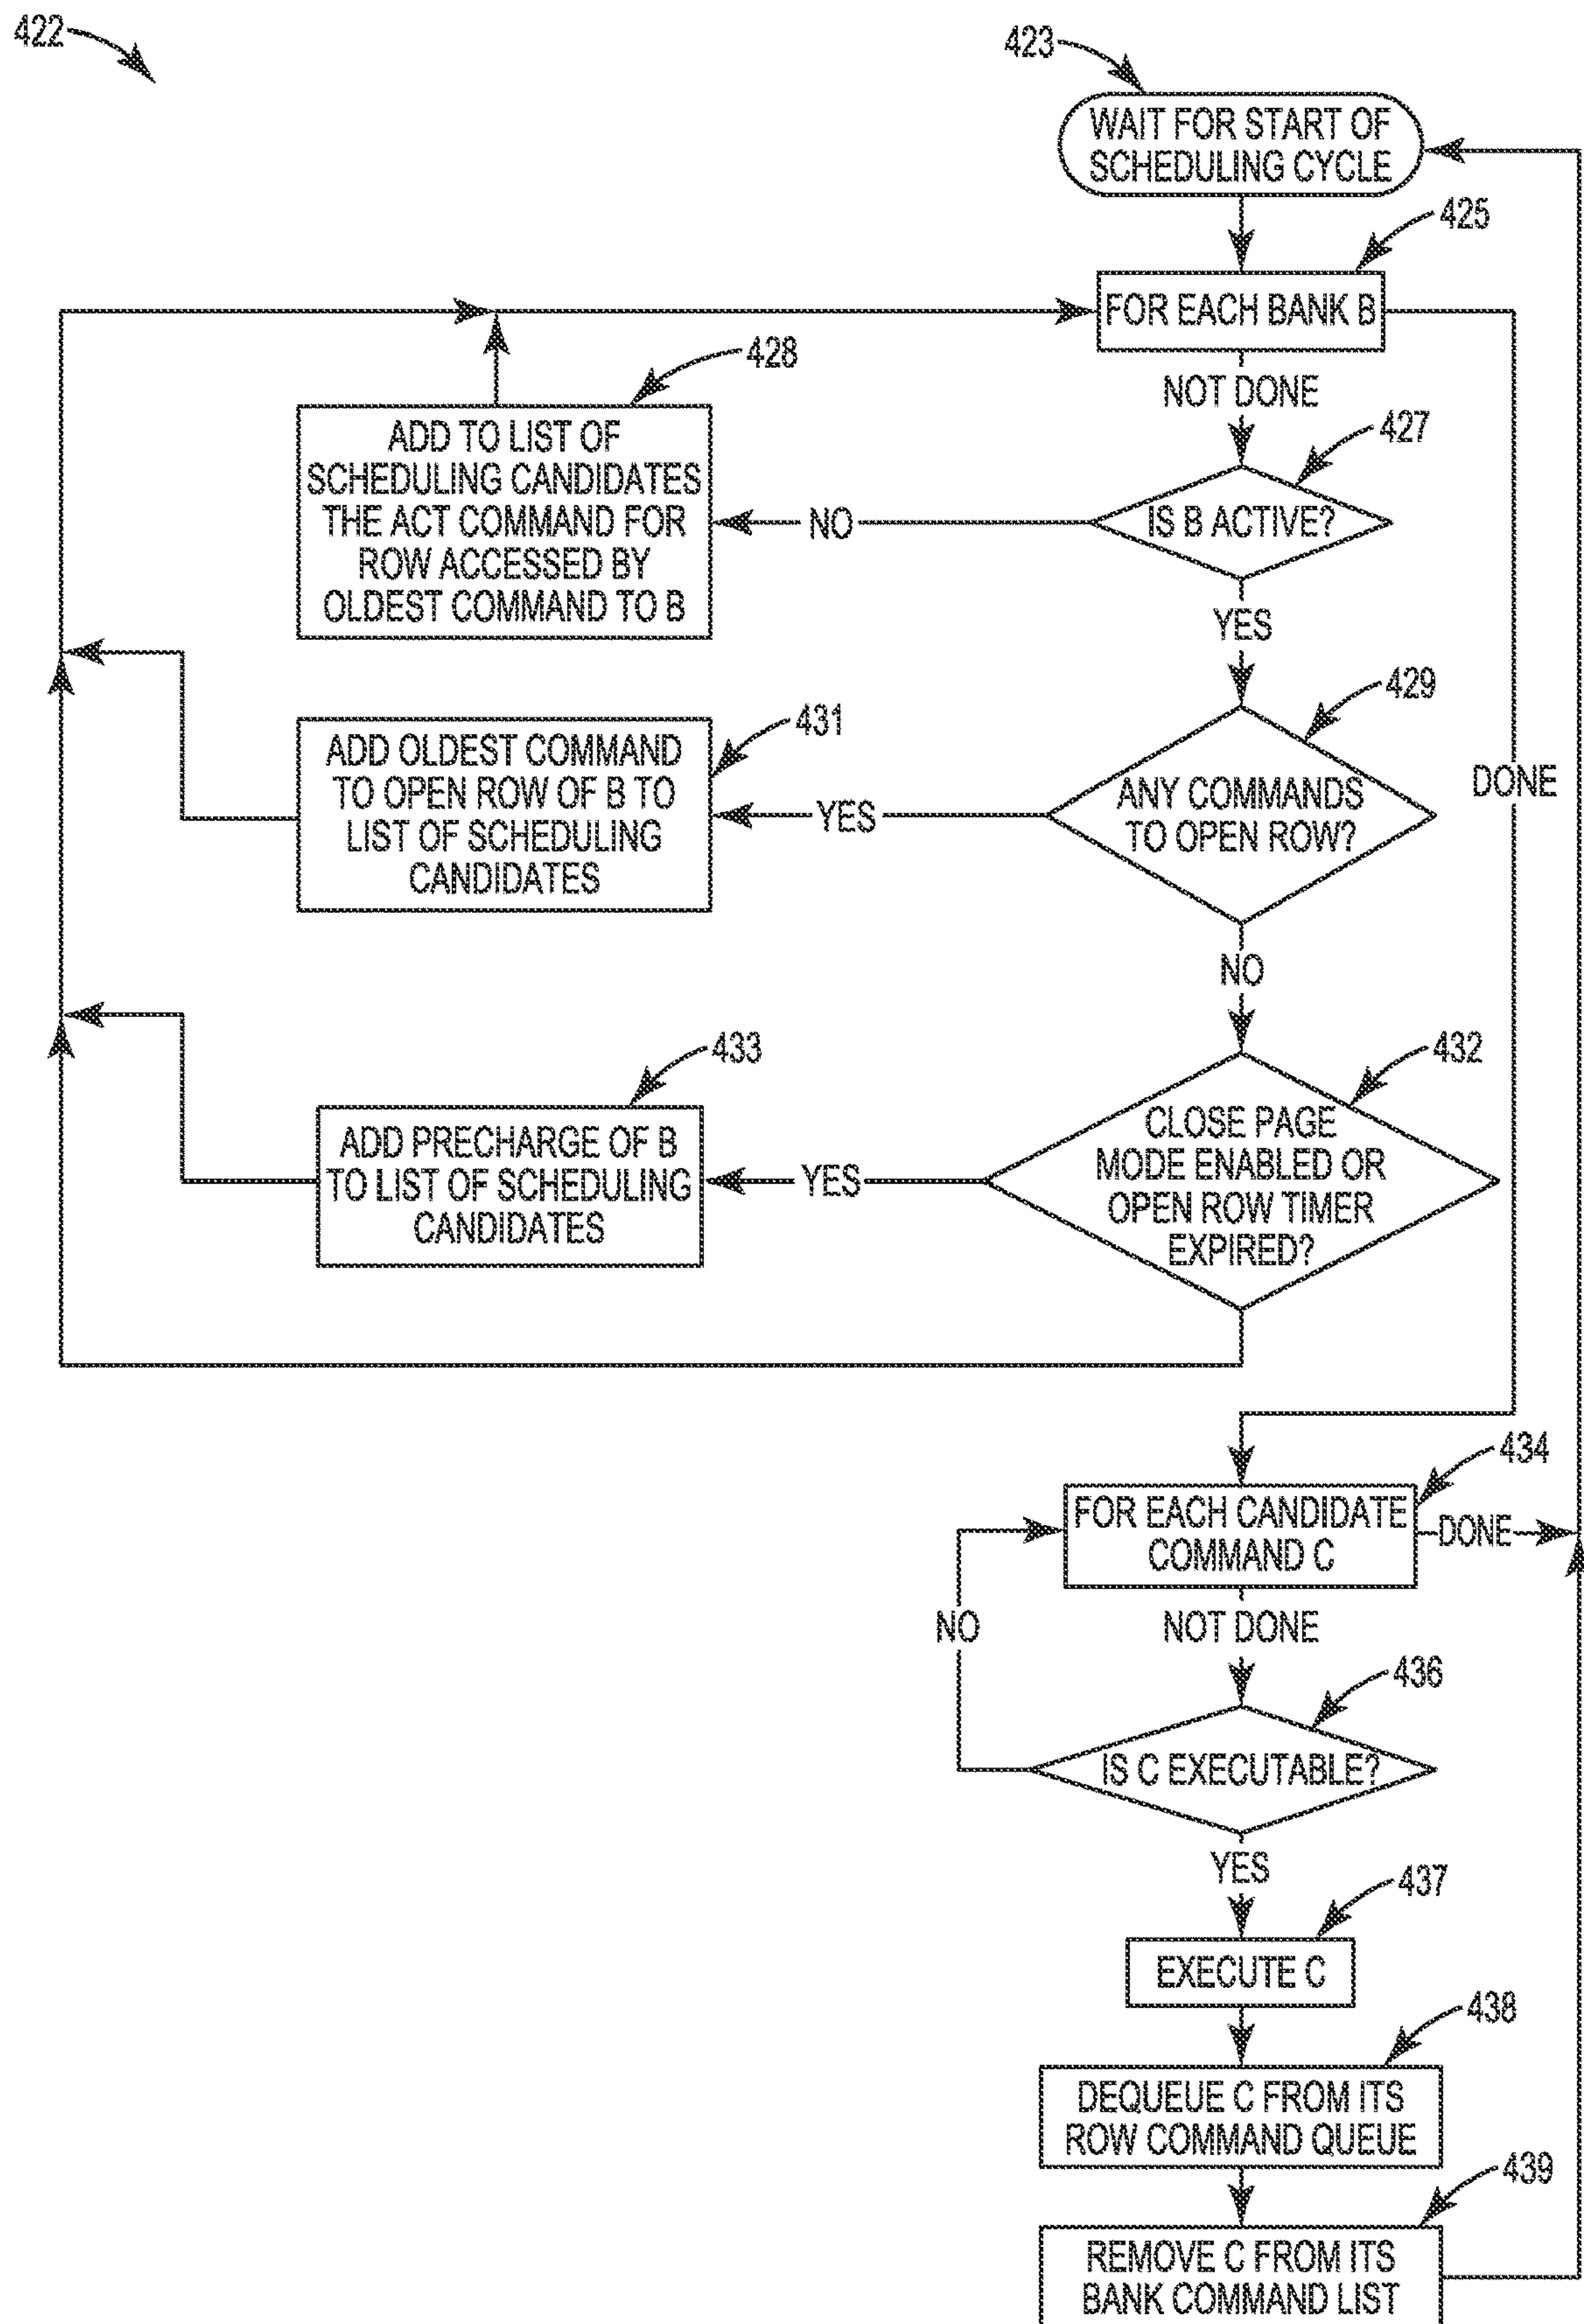 422
423
WAIT FOR START OF
SCHEDULING CYCLE
425
FOR EACH BANK B
NOT DONE
428
ADD TO LIST OF
SCHEDULING CANDIDATES
THE ACT COMMAND FOR
ROW ACCESSED BY
OLDEST COMMAND TO B
427
IS B ACTIVE?
NO
YES
429
ANY COMMANDS
TO OPEN ROW?
DONE
431
ADD OLDEST COMMAND
TO OPEN ROW OF B TO
LIST OF SCHEDULING
CANDIDATES
YES
NO
432
CLOSE PAGE
MODE ENABLED OR
OPEN ROW TIMER
EXPIRED?
433
ADD PRECHARGE OF B
TO LIST OF SCHEDULING
CANDIDATES
YES
434
FOR EACH CANDIDATE
COMMAND C
DONE
NO
NOT DONE
436
IS C EXECUTABLE?
YES
437
EXECUTE C
438
DEQUEUE C FROM ITS
ROW COMMAND QUEUE
439
REMOVE C FROM ITS
BANK COMMAND LIST